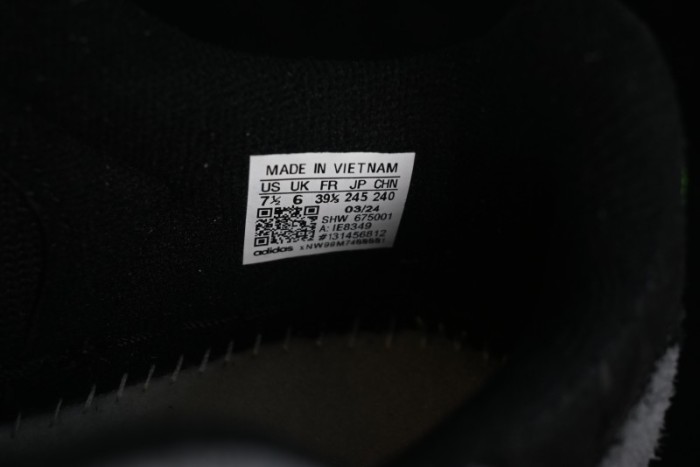 MADE IN VIETNAM
US UK FR JP CHN
7½ 6 39⅓ 245 240
03/24
SHW 675001
A: IE8349
#131456812
adidas